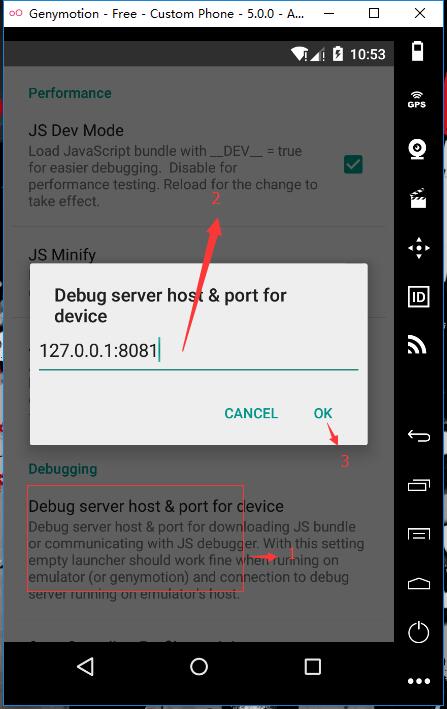 Genymotion - Free - Custom Phone - 5.0.0 - A...
10:53
GPS
Performance
JS Dev Mode
Load JavaScript bundle with __DEV__ = true
for easier debugging.  Disable for
performance testing. Reload for the change to
take effect.
2
JS Minify
Debug server host & port for
device
127.0.0.1:8081
CANCEL
OK
3
ID
Debugging
Debug server host & port for device
Debug server host & port for downloading JS bundle
or communicating with JS debugger. With this setting
empty launcher should work fine when running on
1
emulator (or genymotion) and connection to debug
server running on emulator's host.